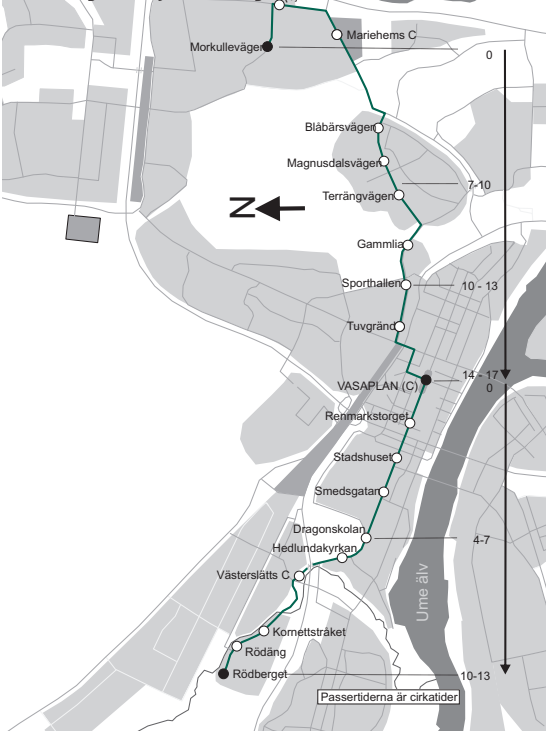 Mariehems C
Morkullevägen
0
Blåbärsvägen
Magnusdalsvägen
7-10
Terrängvägen
N
Gammlia
Sporthallen
10 - 13
Tuvgränd
14 - 17
VASAPLAN (C)
0
Renmarkstorget
Stadshuset
Smedsgatan
Dragonskolan
4-7
Hedlundakyrkan
Västerslätts C
Ume älv
Kornettstråket
Rödäng
Rödberget
10-13
Passertiderna är cirkatider